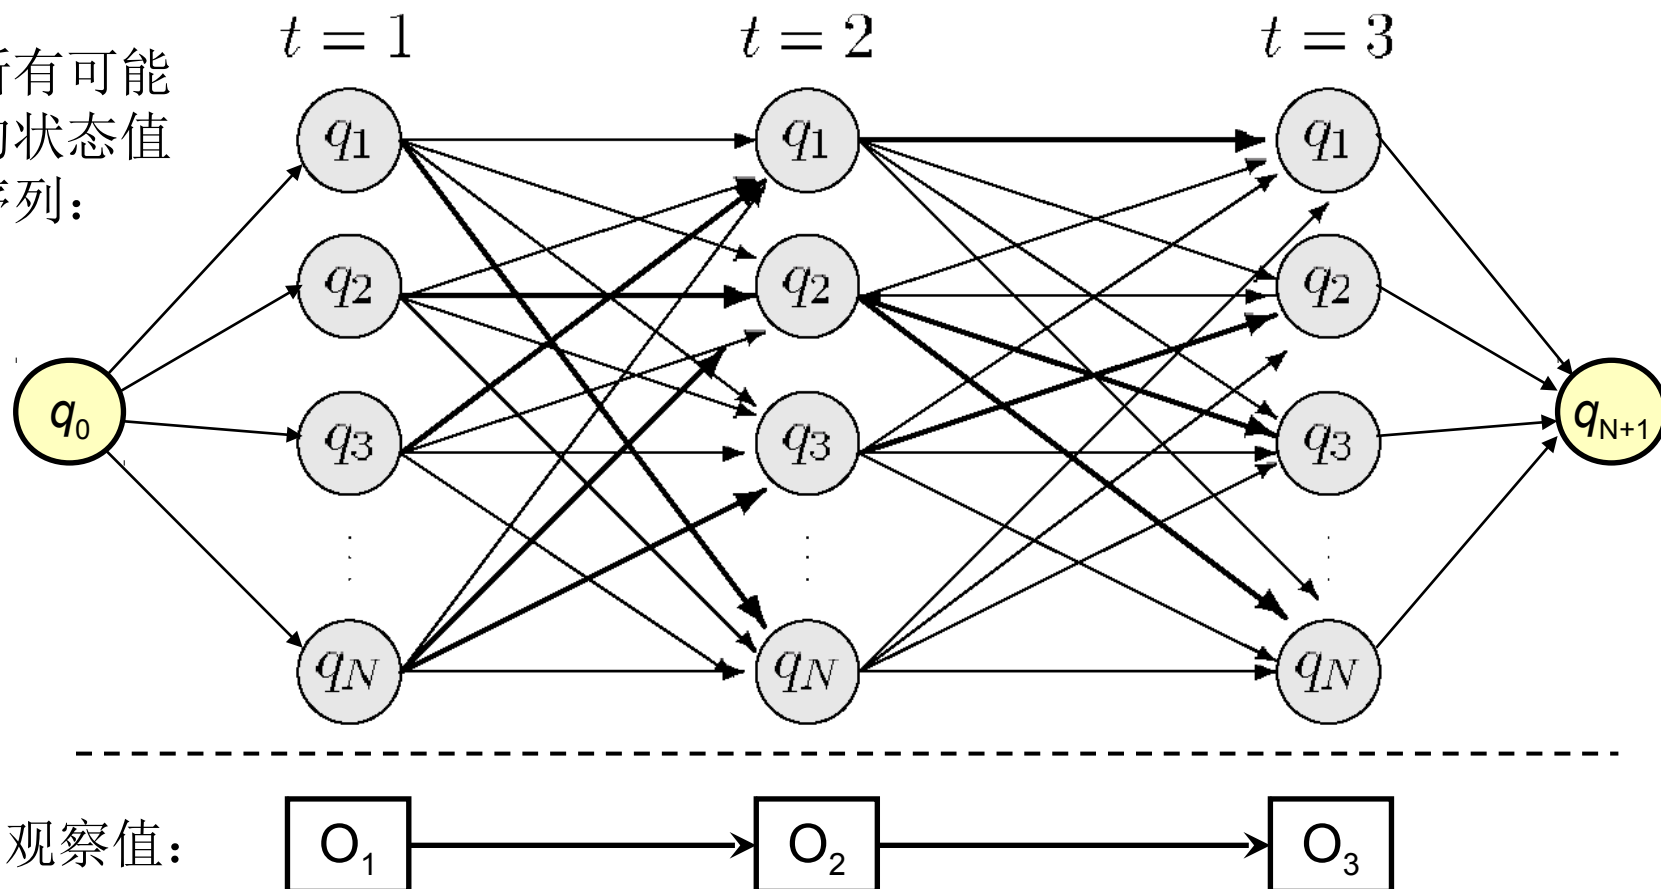 t = 1 t = 2 t = 3
有可能
状态值
列：
q1 q1 q1
q2 q2 q2
q0 q3 q3 q3 qN+1
qN qN qN
观察值： O1 O2 O3